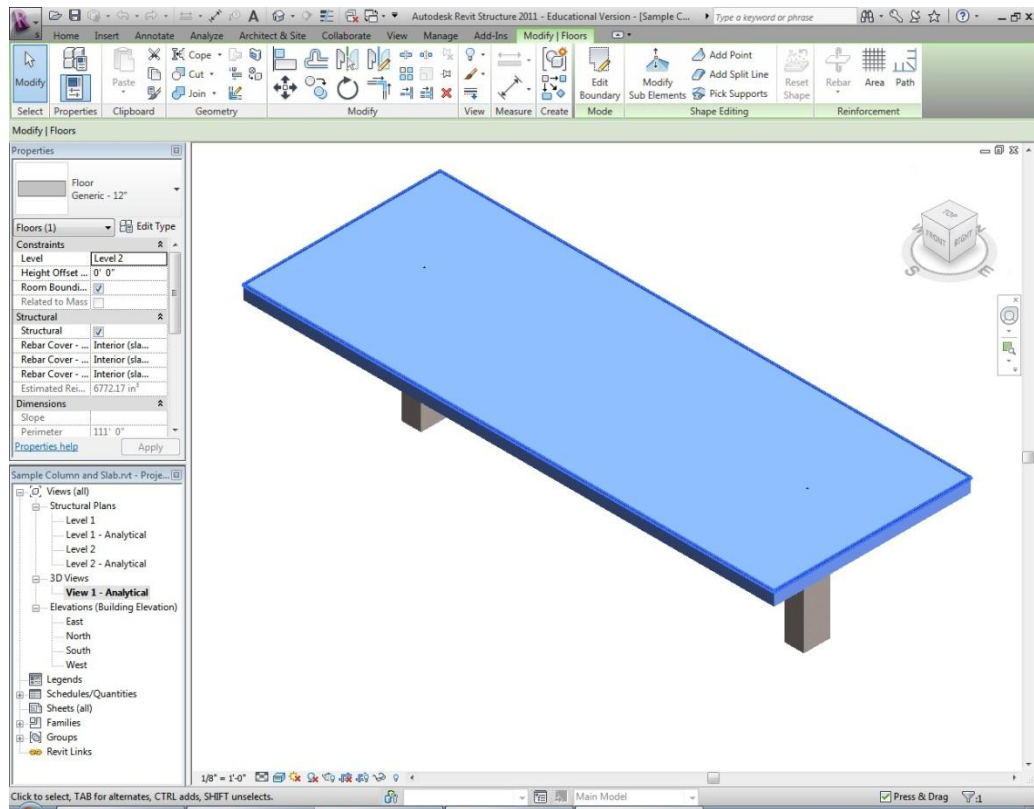 Autodesk Revit Structure 2011 - Educational Version - [Sample C... Type a keyword or phrase
Home Insert Annotate Analyze Architect & Site Collaborate View Manage Add-Ins Modify | Floors
Modify Paste Cope Cut Join Edit Boundary Modify Sub Elements Add Point Add Split Line Pick Supports Reset Shape Rebar Area Path
Select Properties Clipboard Geometry Modify View Measure Create Mode Shape Editing Reinforcement
Modify | Floors
Properties
Floor
Generic - 12"
Floors (1) Edit Type
Constraints
Level Level 2
Height Offset ... 0' 0"
Room Boundi...
Related to Mass
Structural
Structural
Rebar Cover - ... Interior (sla...
Rebar Cover - ... Interior (sla...
Rebar Cover - ... Interior (sla...
Estimated Rei... 6772.17 in³
Dimensions
Slope
Perimeter 111' 0"
Properties help Apply
Sample Column and Slab.rvt - Proje...
Views (all)
Structural Plans
Level 1
Level 1 - Analytical
Level 2
Level 2 - Analytical
3D Views
View 1 - Analytical
Elevations (Building Elevation)
East
North
South
West
Legends
Schedules/Quantities
Sheets (all)
Families
Groups
Revit Links
TOP
FRONT RIGHT
S E
1/8" = 1'-0"
Click to select, TAB for alternates, CTRL adds, SHIFT unselects. Main Model Press & Drag :1